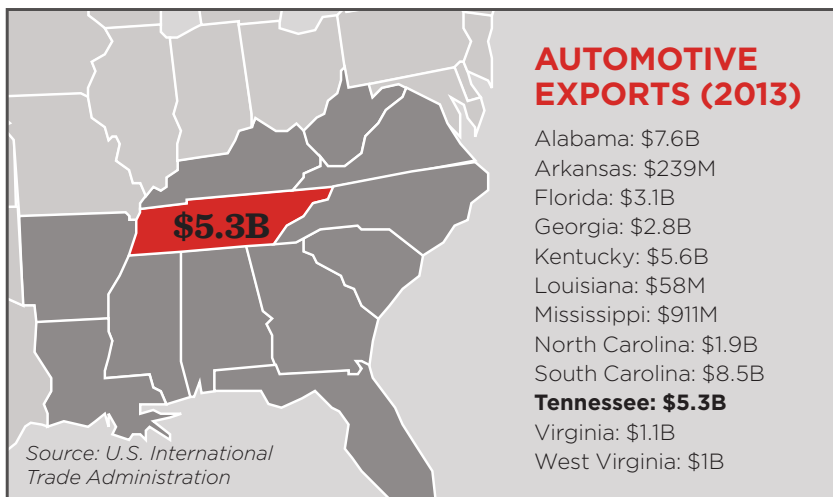 AUTOMOTIVE
EXPORTS (2013)
Alabama: $7.6B
Arkansas: $239M
Florida: $3.1B
Georgia: $2.8B
Kentucky: $5.6B
Louisiana: $58M
Mississippi: $911M
North Carolina: $1.9B
South Carolina: $8.5B
Tennessee: $5.3B
Virginia: $1.1B
West Virginia: $1B
$5.3B
Source: U.S. International
Trade Administration